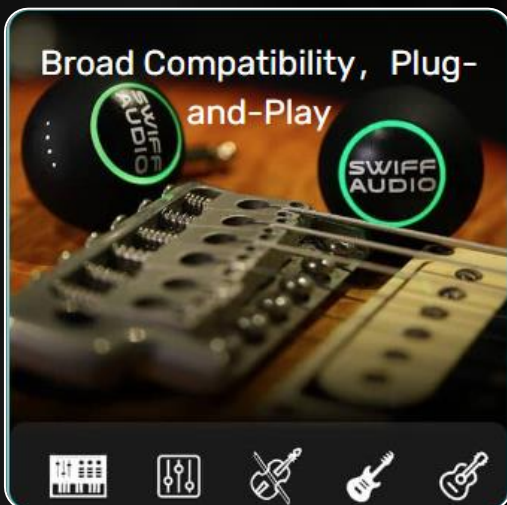 Broad Compatibility，Plug-
and-Play
SWIFF
AUDIO
SWIFF
AUDIO